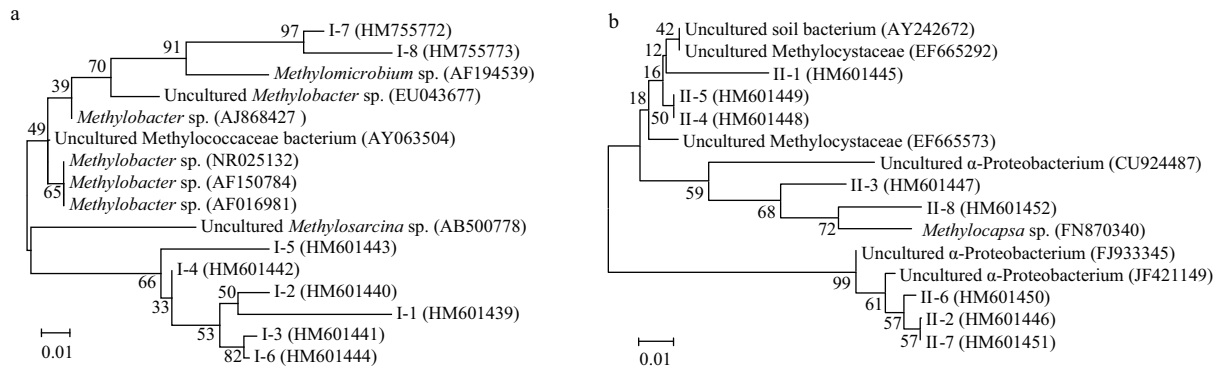 a
97
I-7 (HM755772)
91
I-8 (HM755773)
70
Methylomicrobium sp. (AF194539)
39
Uncultured Methylobacter sp. (EU043677)
Methylobacter sp. (AJ868427 )
49
Uncultured Methylococcaceae bacterium (AY063504)
Methylobacter sp. (NR025132)
Methylobacter sp. (AF150784)
65
Methylobacter sp. (AF016981)
Uncultured Methylosarcina sp. (AB500778)
I-5 (HM601443)
66
I-4 (HM601442)
33
50
I-2 (HM601440)
I-1 (HM601439)
53
I-3 (HM601441)
82
I-6 (HM601444)
0.01
b
42
Uncultured soil bacterium (AY242672)
12
Uncultured Methylocystaceae (EF665292)
16
II-1 (HM601445)
II-5 (HM601449)
18
50
II-4 (HM601448)
Uncultured Methylocystaceae (EF665573)
Uncultured α-Proteobacterium (CU924487)
59
II-3 (HM601447)
68
II-8 (HM601452)
72
Methylocapsa sp. (FN870340)
Uncultured α-Proteobacterium (FJ933345)
99
Uncultured α-Proteobacterium (JF421149)
61
II-6 (HM601450)
57
II-2 (HM601446)
57
II-7 (HM601451)
0.01